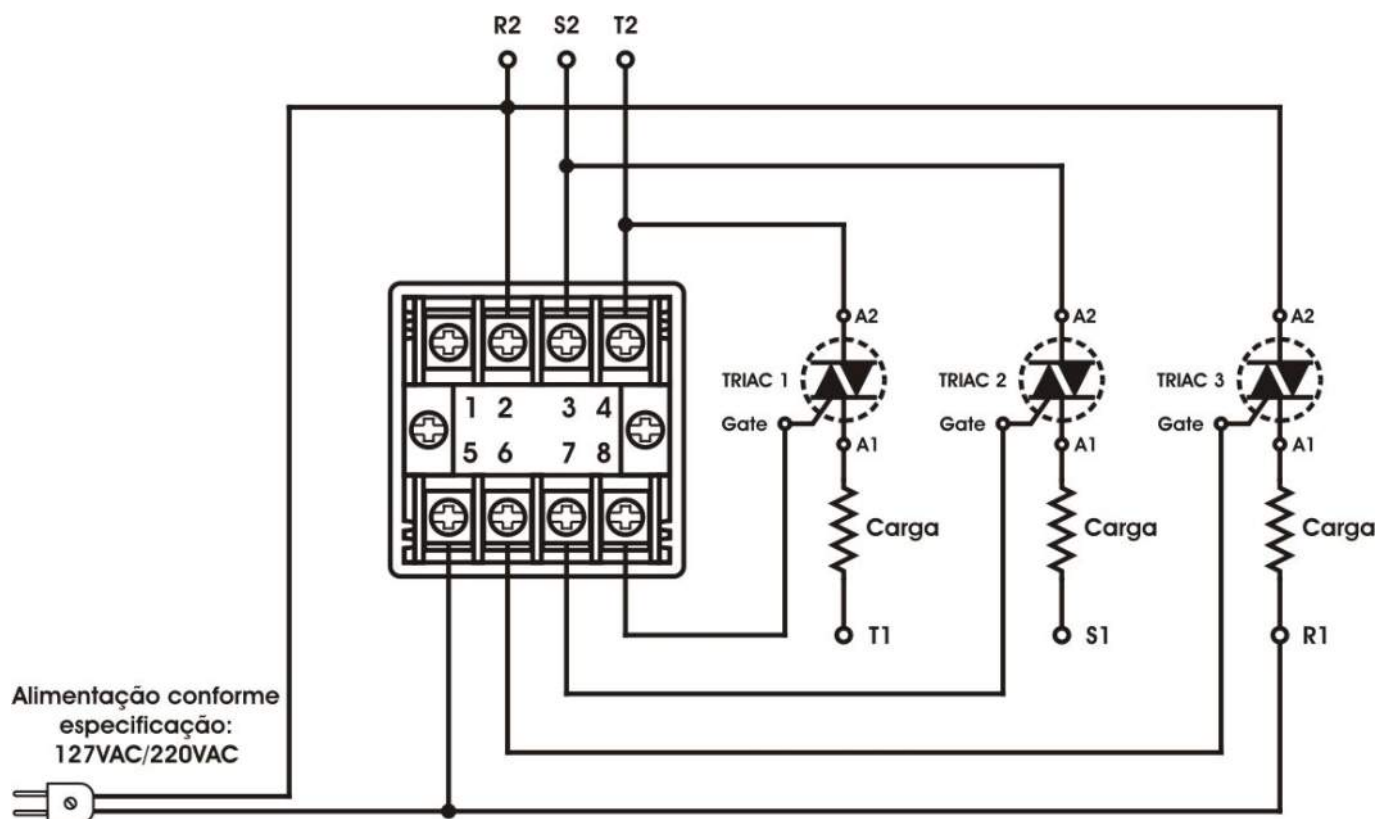 R2 S2 T2
A2 A2 A2
TRIAC 1 TRIAC 2 TRIAC 3
1 2 3 4
Gate Gate Gate
5 6 7 8
A1 A1 A1
Carga Carga Carga
T1 S1 R1
Alimentação conforme
especificação:
127VAC/220VAC